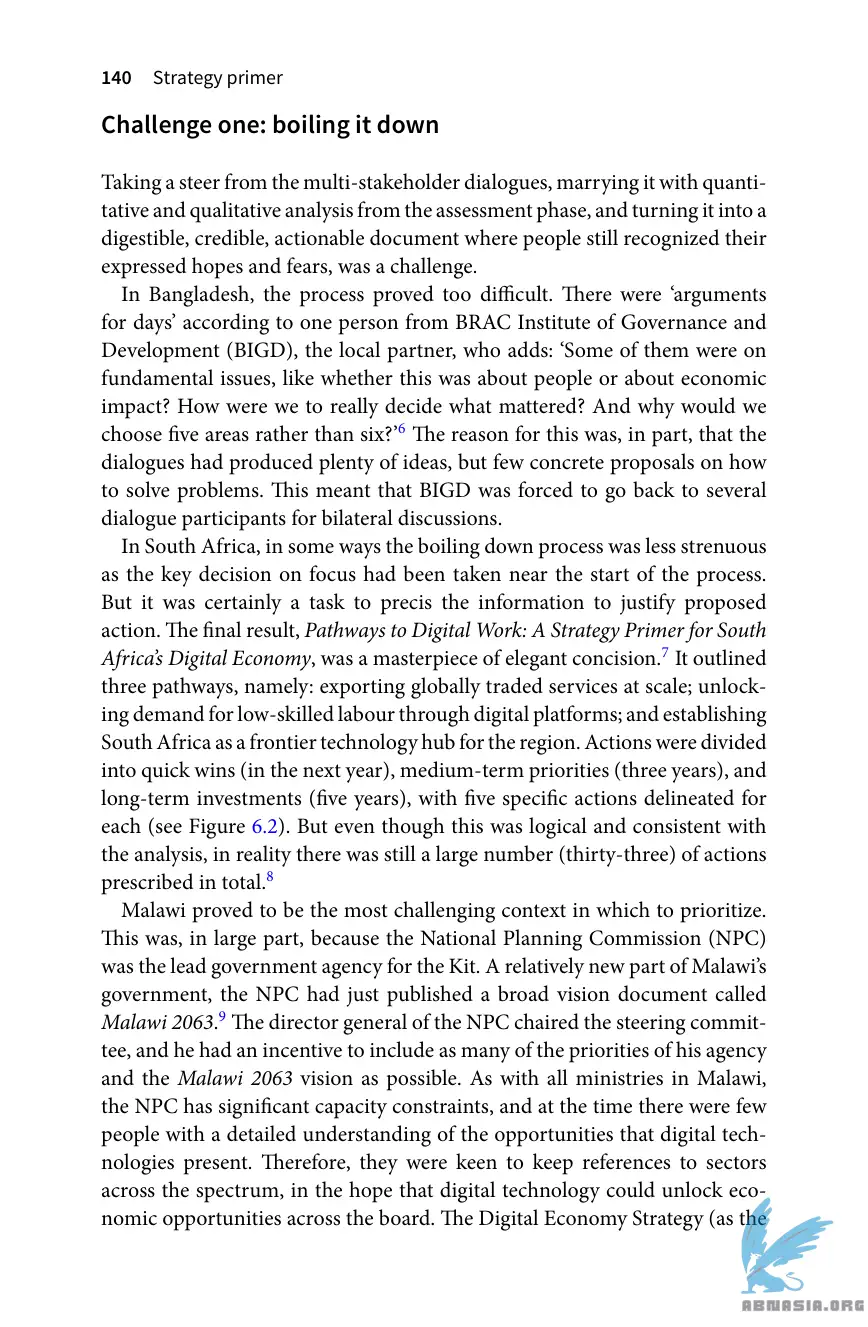 140 Strategy primer
Challenge one: boiling it down
Taking a steer from the multi-stakeholder dialogues, marrying it with quanti-
tative and qualitative analysis from the assessment phase, and turning it into a
digestible, credible, actionable document where people still recognized their
expressed hopes and fears, was a challenge.
In Bangladesh, the process proved too difficult. There were ‘arguments
for days’ according to one person from BRAC Institute of Governance and
Development (BIGD), the local partner, who adds: ‘Some of them were on
fundamental issues, like whether this was about people or about economic
impact? How were we to really decide what mattered? And why would we
choose five areas rather than six?’6 The reason for this was, in part, that the
dialogues had produced plenty of ideas, but few concrete proposals on how
to solve problems. This meant that BIGD was forced to go back to several
dialogue participants for bilateral discussions.
In South Africa, in some ways the boiling down process was less strenuous
as the key decision on focus had been taken near the start of the process.
But it was certainly a task to precis the information to justify proposed
action. The final result, Pathways to Digital Work: A Strategy Primer for South
Africa’s Digital Economy, was a masterpiece of elegant concision.7 It outlined
three pathways, namely: exporting globally traded services at scale; unlock-
ing demand for low-skilled labour through digital platforms; and establishing
South Africa as a frontier technology hub for the region. Actions were divided
into quick wins (in the next year), medium-term priorities (three years), and
long-term investments (five years), with five specific actions delineated for
each (see Figure 6.2). But even though this was logical and consistent with
the analysis, in reality there was still a large number (thirty-three) of actions
prescribed in total.8
Malawi proved to be the most challenging context in which to prioritize.
This was, in large part, because the National Planning Commission (NPC)
was the lead government agency for the Kit. A relatively new part of Malawi’s
government, the NPC had just published a broad vision document called
Malawi 2063.9 The director general of the NPC chaired the steering commit-
tee, and he had an incentive to include as many of the priorities of his agency
and the Malawi 2063 vision as possible. As with all ministries in Malawi,
the NPC has significant capacity constraints, and at the time there were few
people with a detailed understanding of the opportunities that digital tech-
nologies present. Therefore, they were keen to keep references to sectors
across the spectrum, in the hope that digital technology could unlock eco-
nomic opportunities across the board. The Digital Economy Strategy (as the
ABNASIA.ORG